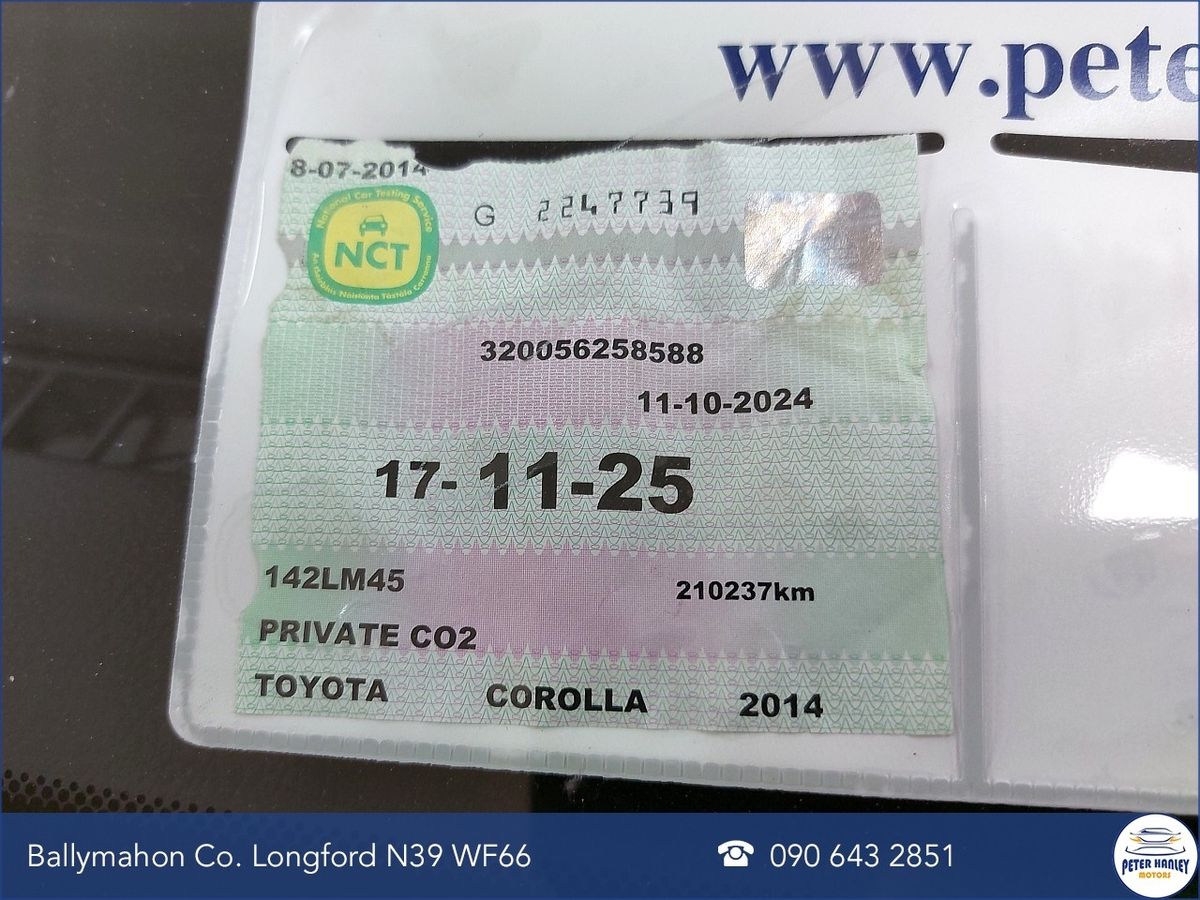 www.pete
8-07-2014
National Car Testing Service
NCT
G 2247739
320056258588
11-10-2024
17-11-25
142LM45 210237km
PRIVATE CO2
TOYOTA COROLLA 2014
Ballymahon Co. Longford N39 WF66 ☎ 090 643 2851
PETER HANLEY
MOTORS